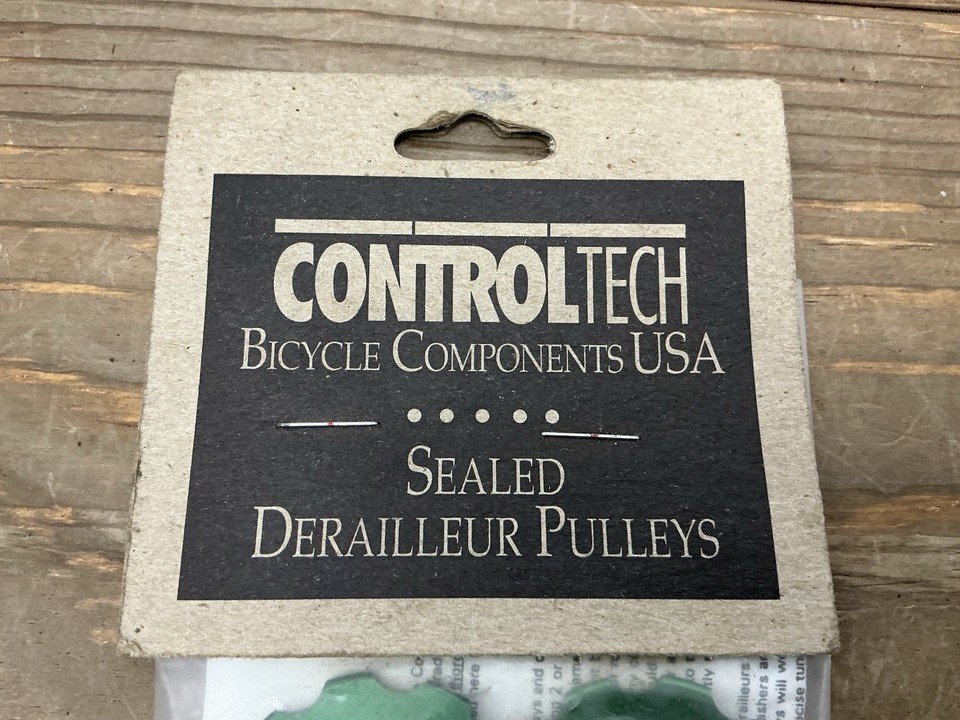 CONTROLTECH
BICYCLE COMPONENTS USA
SEALED
DERAILLEUR PULLEYS